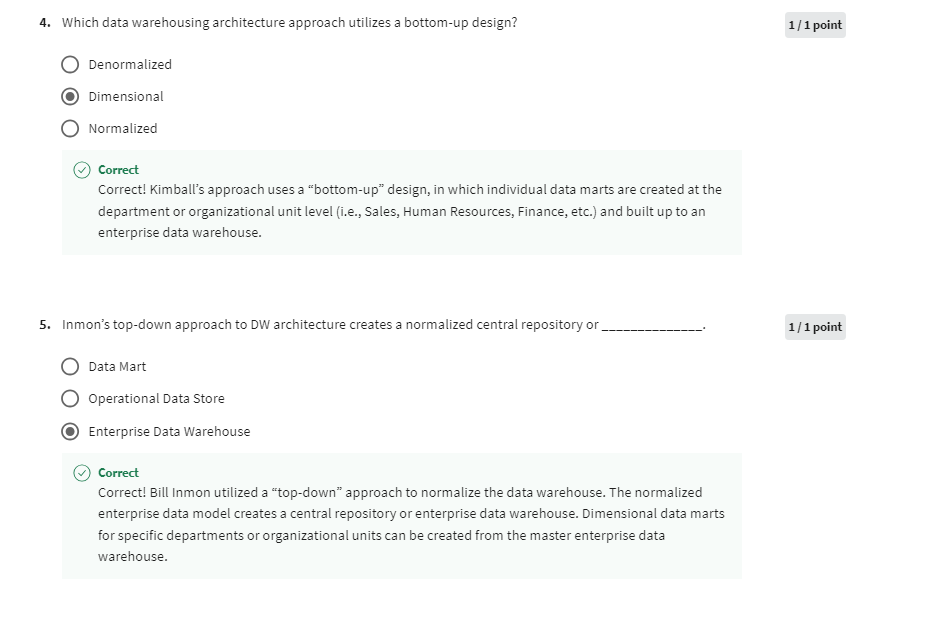 4. Which data warehousing architecture approach utilizes a bottom-up design?
1 / 1 point
Denormalized
Dimensional
Normalized
Correct
Correct! Kimball's approach uses a “bottom-up” design, in which individual data marts are created at the
department or organizational unit level (i.e., Sales, Human Resources, Finance, etc.) and built up to an
enterprise data warehouse.
5. Inmon's top-down approach to DW architecture creates a normalized central repository or ______________.
1 / 1 point
Data Mart
Operational Data Store
Enterprise Data Warehouse
Correct
Correct! Bill Inmon utilized a “top-down” approach to normalize the data warehouse. The normalized
enterprise data model creates a central repository or enterprise data warehouse. Dimensional data marts
for specific departments or organizational units can be created from the master enterprise data
warehouse.